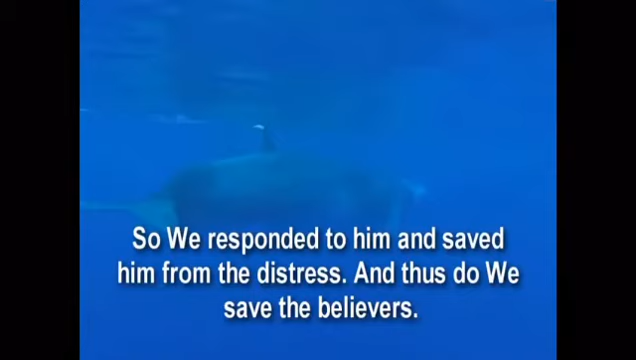 So We responded to him and saved
him from the distress. And thus do We
save the believers.